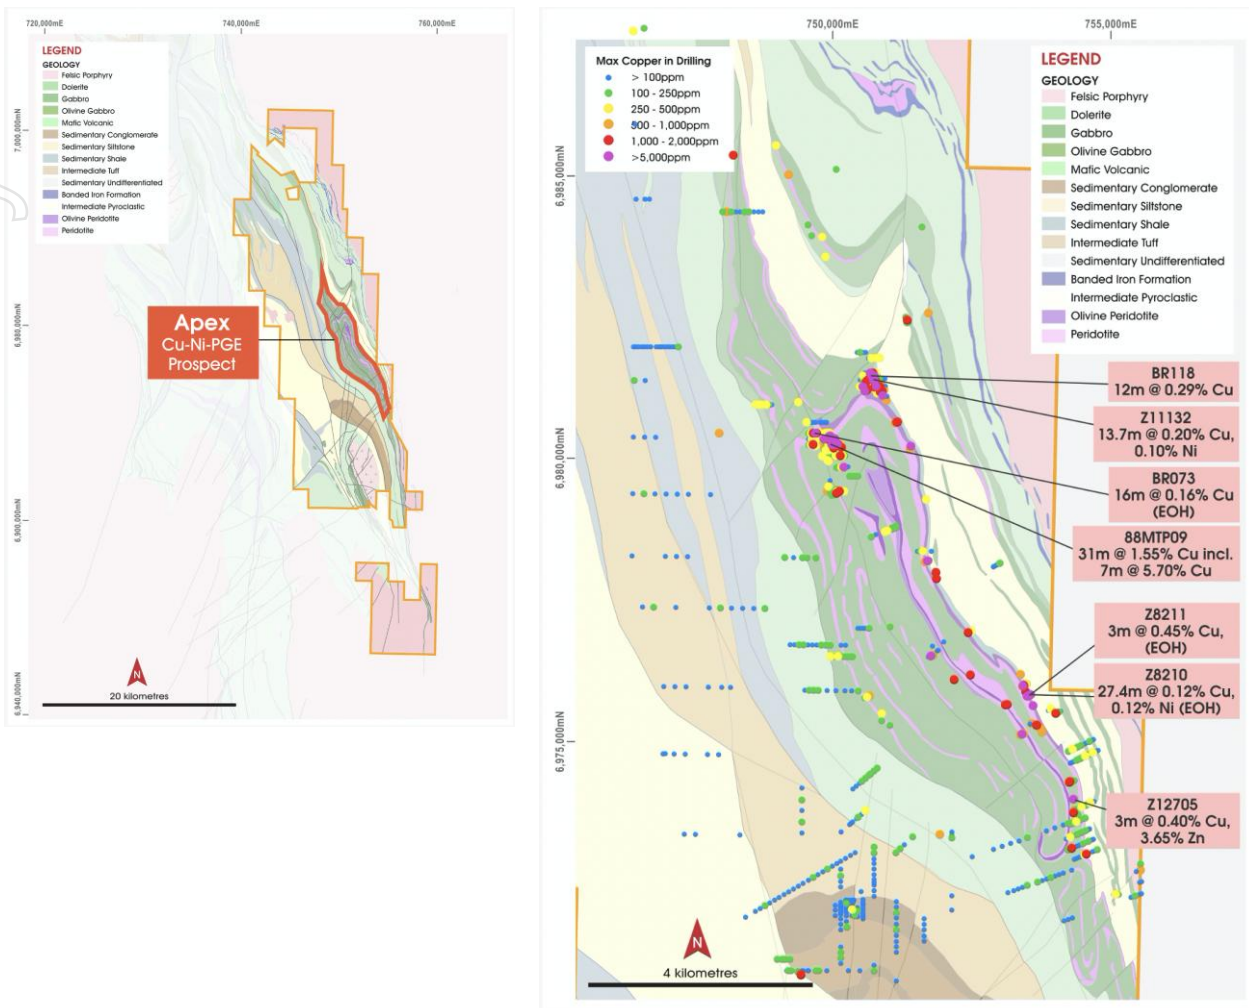 720,000mE
740,000mE
760,000mE
LEGEND
GEOLOGY
Felsic Porphyry
Dolerite
Gabbro
Olivine Gabbro
Mafic Volcanic
Sedimentary Conglomerate
Sedimentary Siltstone
Sedimentary Shale
Intermediate Tuff
Sedimentary Undifferentiated
Banded Iron Formation
Intermediate Pyroclastic
Olivine Peridotite
Peridotite
7,000,000mN
6,980,000mN
6,900,000mN
6,940,000mN
Apex
Cu-Ni-PGE
Prospect
N
20 kilometres
750,000mE
755,000mE
Max Copper in Drilling
> 100ppm
100 - 250ppm
250 - 500ppm
500 - 1,000ppm
1,000 - 2,000ppm
>5,000ppm
LEGEND
GEOLOGY
Felsic Porphyry
Dolerite
Gabbro
Olivine Gabbro
Mafic Volcanic
Sedimentary Conglomerate
Sedimentary Siltstone
Sedimentary Shale
Intermediate Tuff
Sedimentary Undifferentiated
Banded Iron Formation
Intermediate Pyroclastic
Olivine Peridotite
Peridotite
6,985,000mN
6,980,000mN
6,975,000mN
BR118
12m @ 0.29% Cu
Z11132
13.7m @ 0.20% Cu,
0.10% Ni
BR073
16m @ 0.16% Cu
(EOH)
88MTP09
31m @ 1.55% Cu incl.
7m @ 5.70% Cu
Z8211
3m @ 0.45% Cu,
(EOH)
Z8210
27.4m @ 0.12% Cu,
0.12% Ni (EOH)
Z12705
3m @ 0.40% Cu,
3.65% Zn
N
4 kilometres